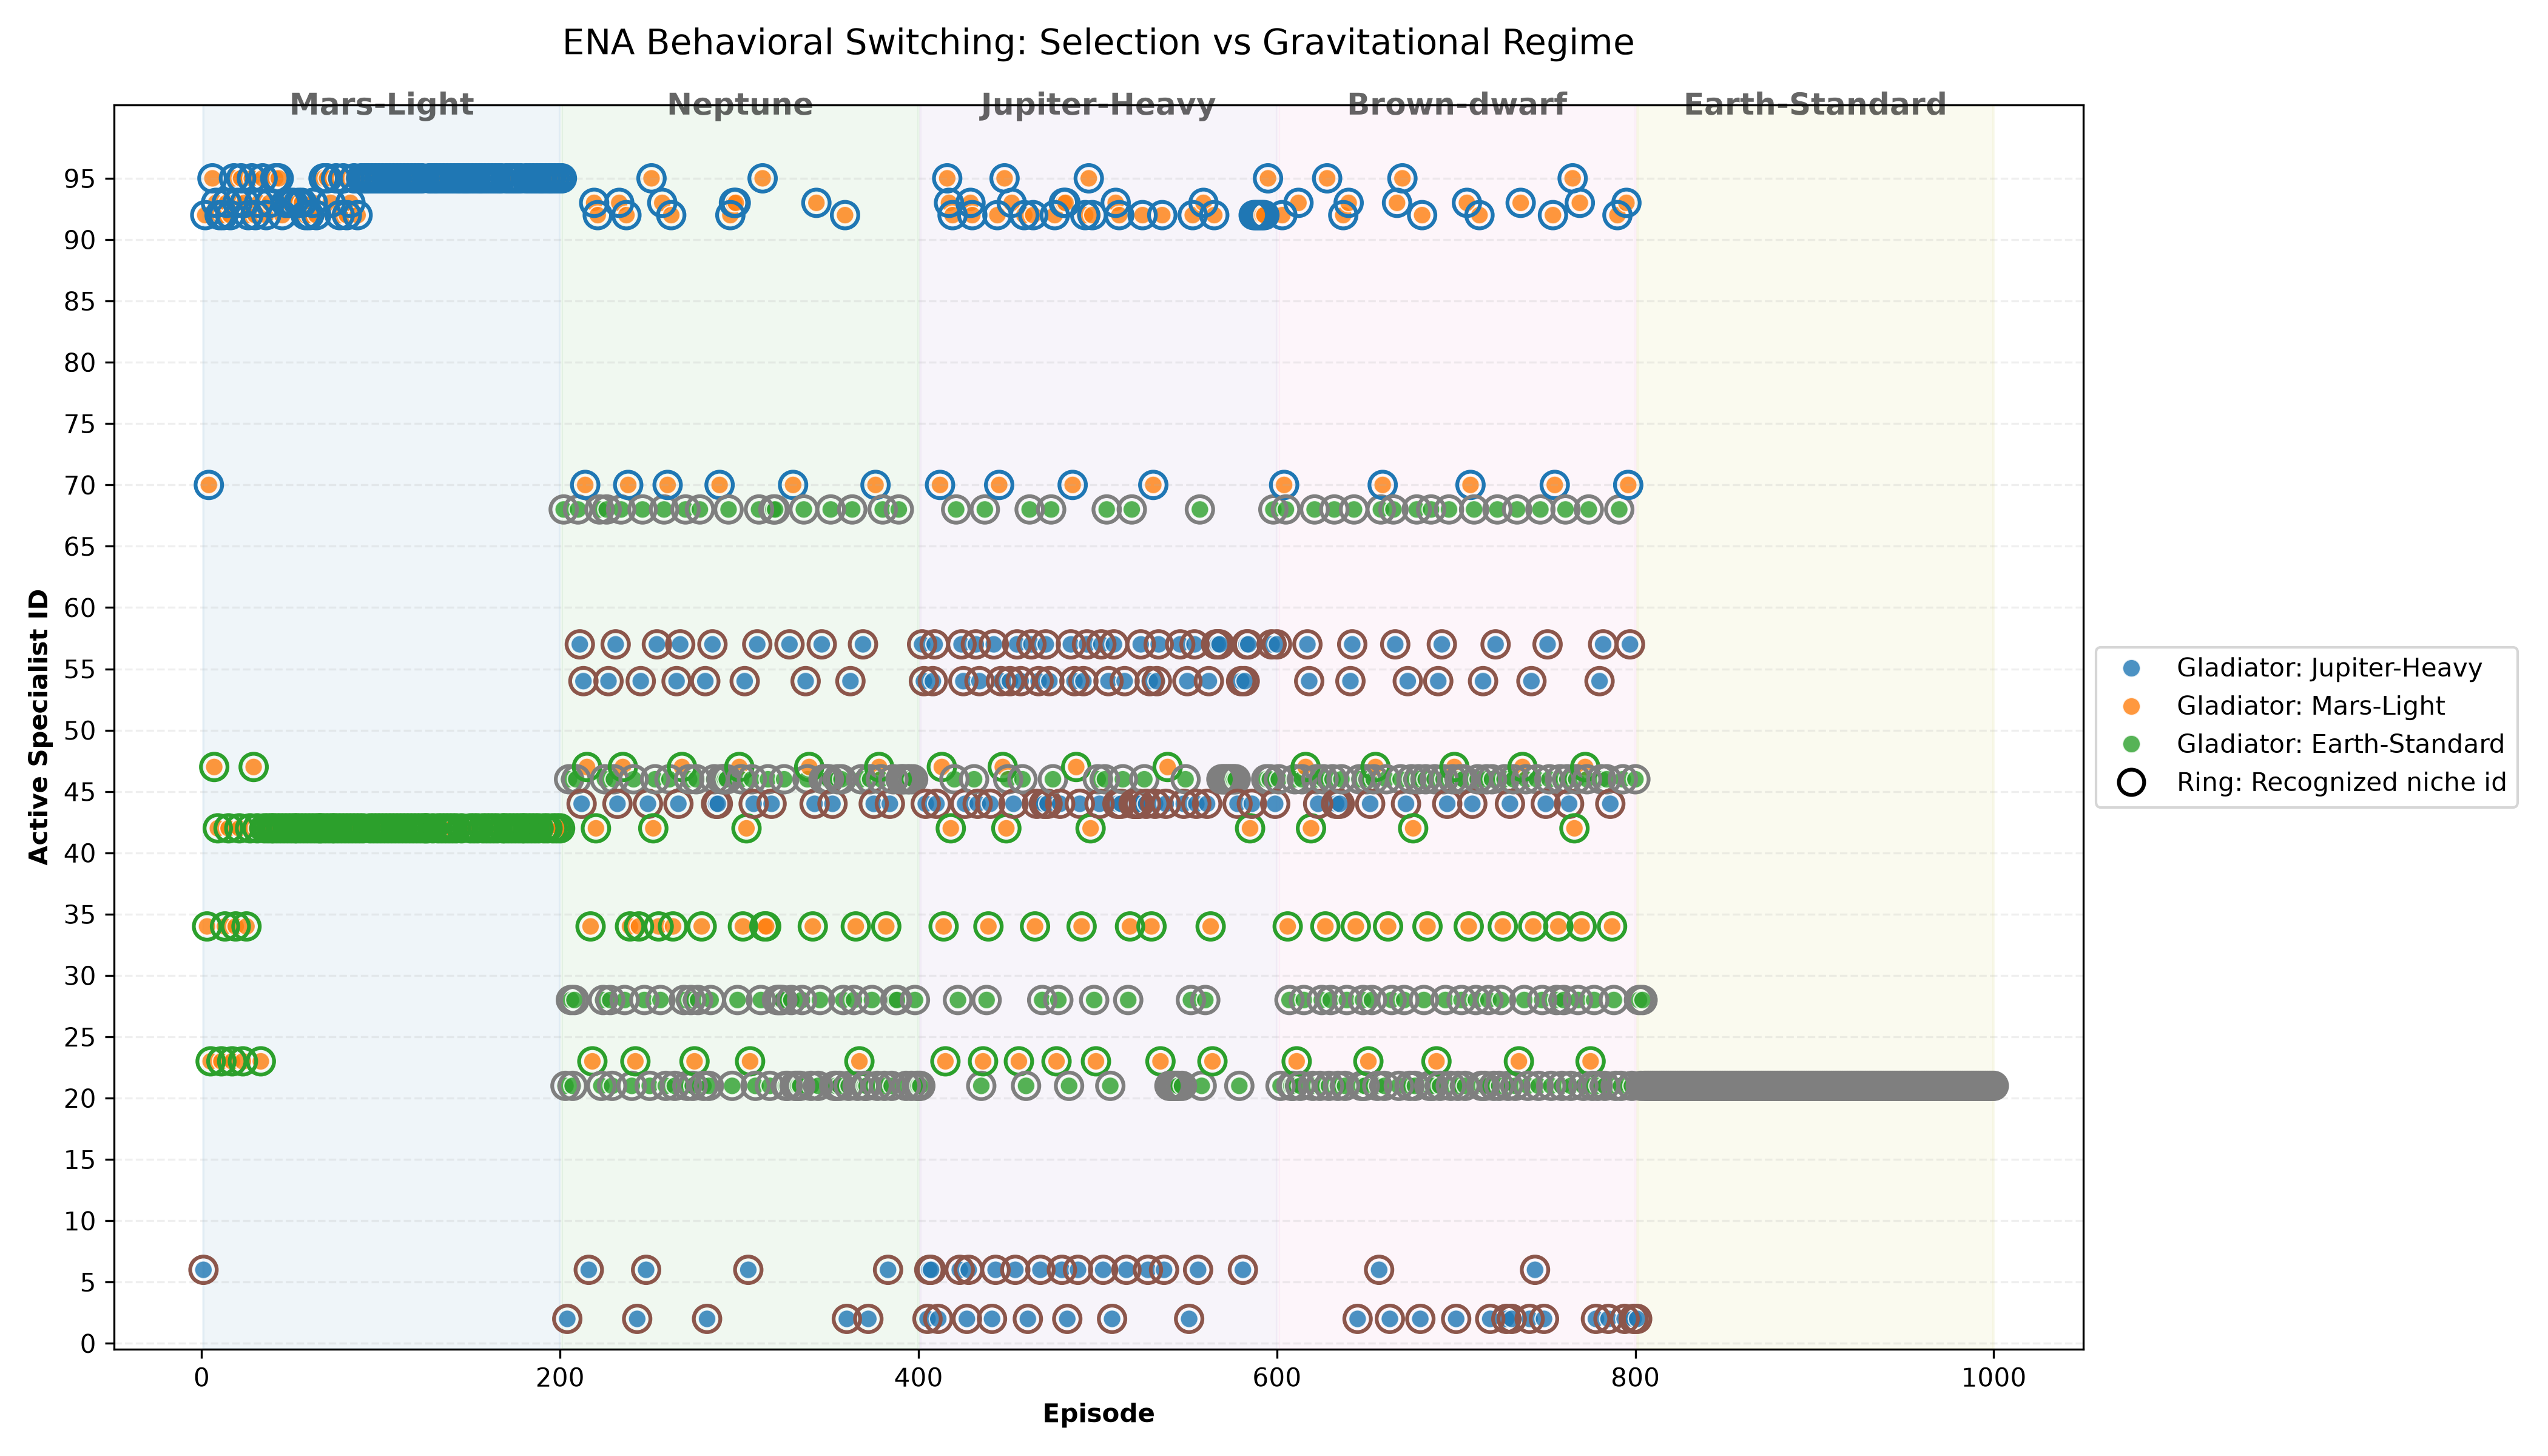 ENA Behavioral Switching: Selection vs Gravitational Regime
Mars-Light
Neptune
Jupiter-Heavy
Brown-dwarf
Earth-Standard
95
90
85
80
75
70
65
60
55
50
45
40
35
30
25
20
15
10
5
0
Active Specialist ID
0
200
400
600
800
1000
Episode
Gladiator: Jupiter-Heavy
Gladiator: Mars-Light
Gladiator: Earth-Standard
Ring: Recognized niche id